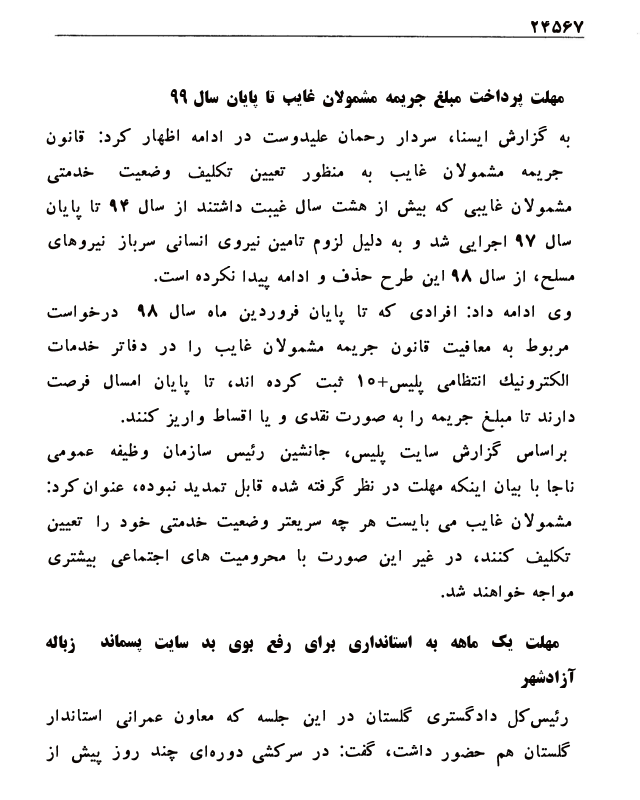 ۲۴۵۶۷
مهلت پرداخت مبلغ جریمه مشمولان غایب تا پایان سال ۹۹
به گزارش ایسنا، سردار رحمان علیدوست در ادامه اظهار کرد: قانون
جریمه مشمولان غایب به منظور تعیین تکلیف وضعیت خدمتی
مشمولان غایبی که بیش از هشت سال غیبت داشتند از سال ۹۴ تا پایان
سال ۹۷ اجرایی شد و به دلیل لزوم تامین نیروی انسانی سرباز نیروهای
مسلح، از سال ۹۸ این طرح حذف و ادامه پیدا نکرده است.
وی ادامه داد: افرادی که تا پایان فروردین ماه سال ۹۸ درخواست
مربوط به معافیت قانون جریمه مشمولان غایب را در دفاتر خدمات
الکترونیك انتظامی پلیس+۱۰ ثبت کرده اند، تا پایان امسال فرصت
دارند تا مبلغ جریمه را به صورت نقدی و یا اقساط واریز کنند.
براساس گزارش سایت پلیس، جانشین رئیس سازمان وظیفه عمومی
ناجا با بیان اینکه مهلت در نظر گرفته شده قابل تمدید نبوده، عنوان کرد:
مشمولان غایب می بایست هر چه سریعتر وضعیت خدمتی خود را تعیین
تکلیف کنند، در غیر این صورت با محرومیت های اجتماعی بیشتری
مواجه خواهند شد.
مهلت یک ماهه به استانداری برای رفع بوی بد سایت پسماند زباله
آزادشهر
رئیس‌کل دادگستری گلستان در این جلسه که معاون عمرانی استاندار
گلستان هم حضور داشت، گفت: در سرکشی دوره‌ای چند روز پیش از